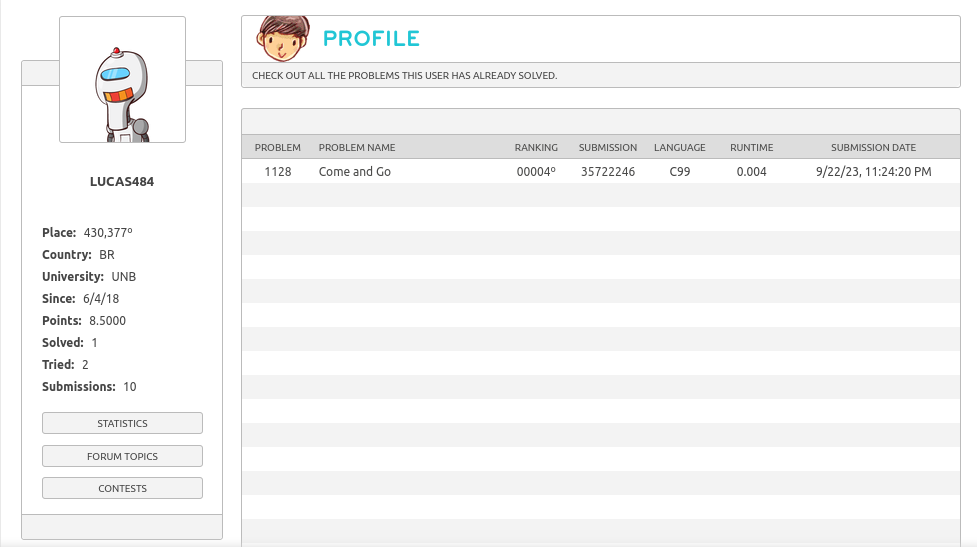 LUCAS484
Place: 430,377º
Country: BR
University: UNB
Since: 6/4/18
Points: 8.5000
Solved: 1
Tried: 2
Submissions: 10
STATISTICS
FORUM TOPICS
CONTESTS
PROFILE
CHECK OUT ALL THE PROBLEMS THIS USER HAS ALREADY SOLVED.
PROBLEM PROBLEM NAME RANKING SUBMISSION LANGUAGE RUNTIME SUBMISSION DATE
1128 Come and Go 00004º 35722246 C99 0.004 9/22/23, 11:24:20 PM